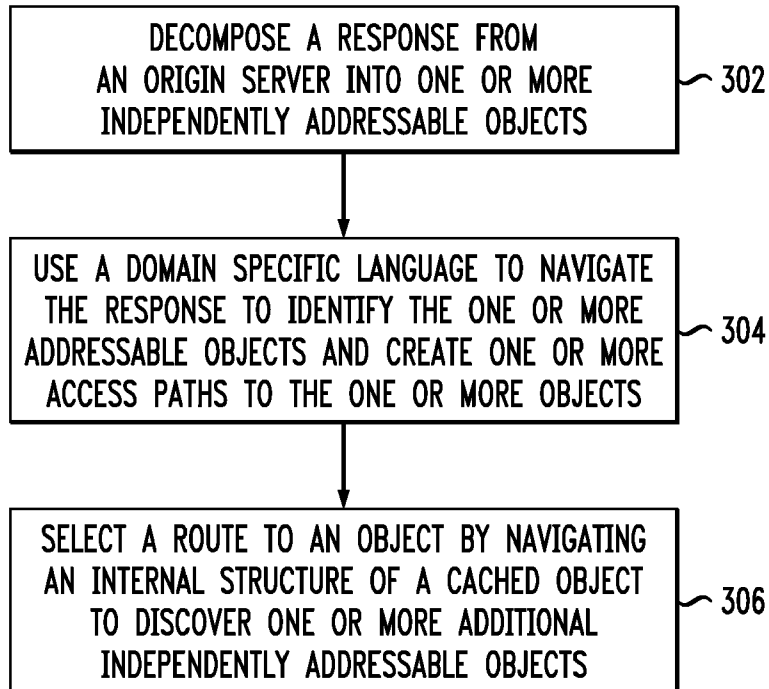 DECOMPOSE A RESPONSE FROM
AN ORIGIN SERVER INTO ONE OR MORE
INDEPENDENTLY ADDRESSABLE OBJECTS
302
USE A DOMAIN SPECIFIC LANGUAGE TO NAVIGATE
THE RESPONSE TO IDENTIFY THE ONE OR MORE
ADDRESSABLE OBJECTS AND CREATE ONE OR MORE
ACCESS PATHS TO THE ONE OR MORE OBJECTS
304
SELECT A ROUTE TO AN OBJECT BY NAVIGATING
AN INTERNAL STRUCTURE OF A CACHED OBJECT
TO DISCOVER ONE OR MORE ADDITIONAL
INDEPENDENTLY ADDRESSABLE OBJECTS
306